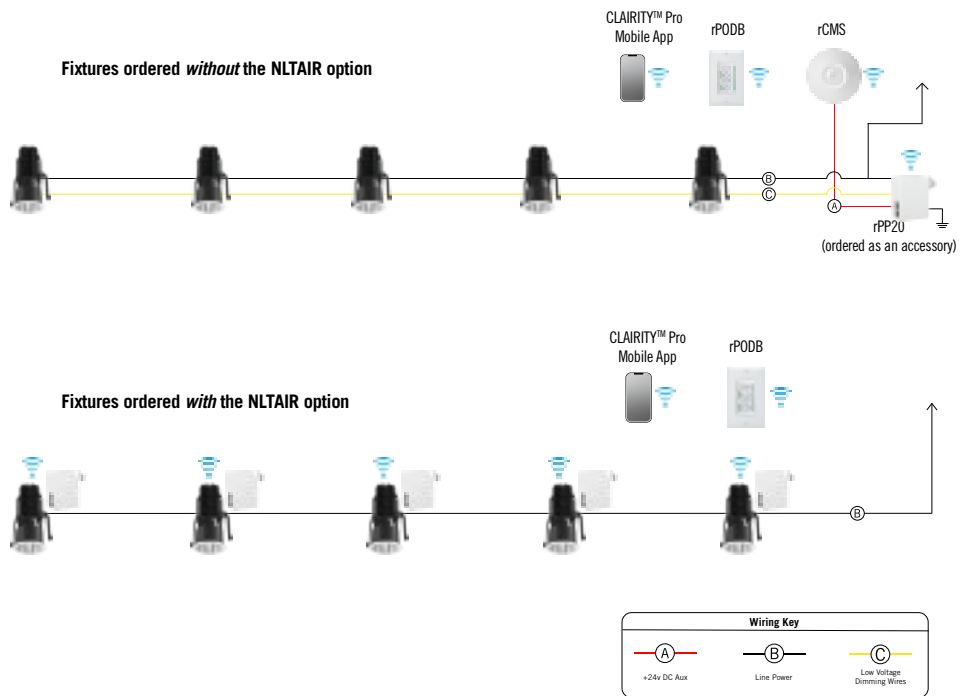 CLAIRITY™ Pro
Mobile App
rPODB
rCMS
Fixtures ordered without the NLTAIR option
B
C
A
rPP20
(ordered as an accessory)
CLAIRITY™ Pro
Mobile App
rPODB
Fixtures ordered with the NLTAIR option
B
Wiring Key
A
B
C
+24v DC Aux
Line Power
Low Voltage
Dimming Wires